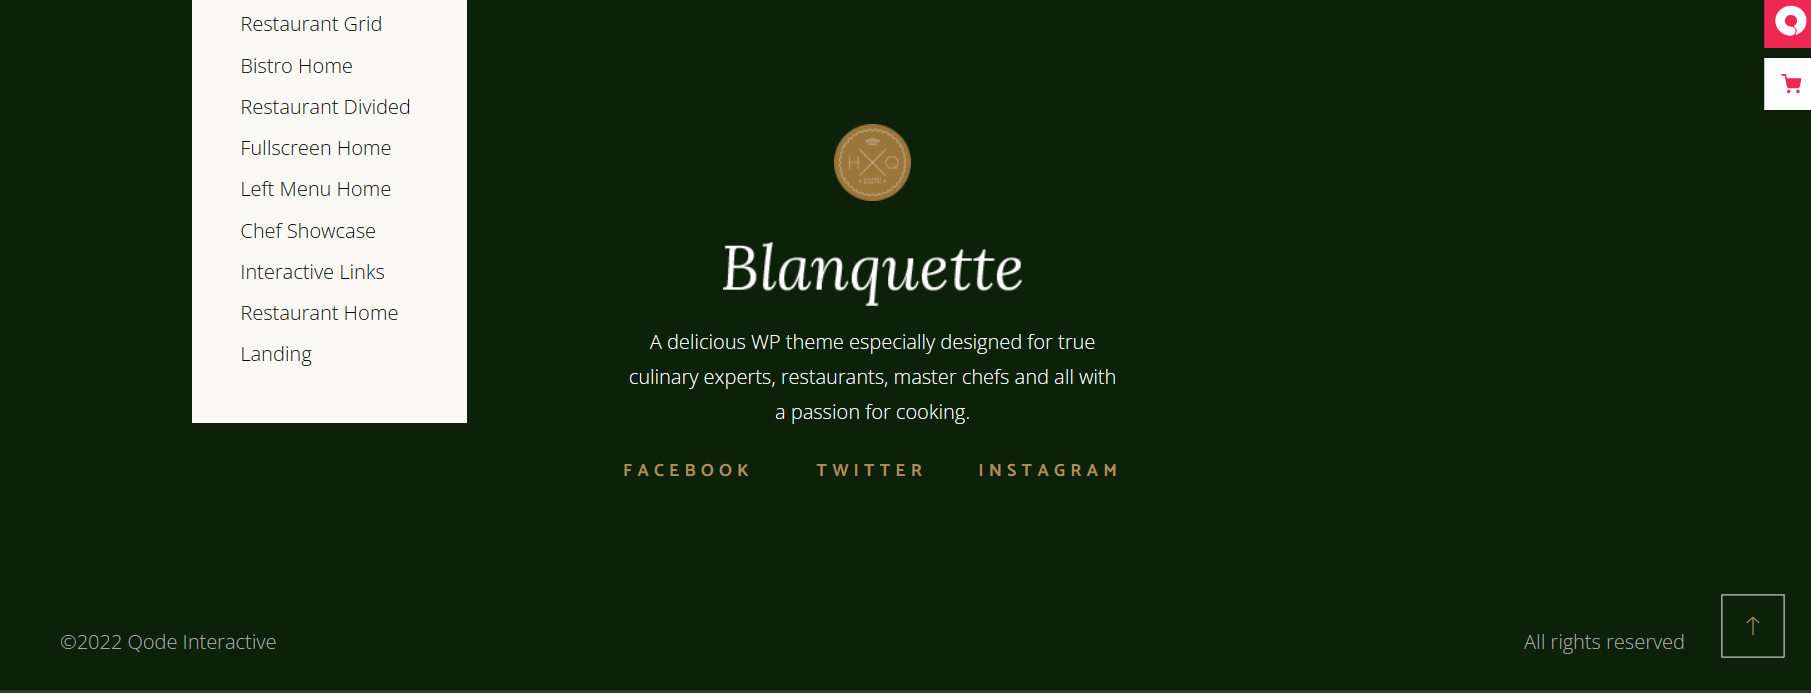 Restaurant Grid
Bistro Home
Restaurant Divided
Fullscreen Home
Left Menu Home
Chef Showcase
Interactive Links
Restaurant Home
Landing
H Q
Blanquette
A delicious WP theme especially designed for true
culinary experts, restaurants, master chefs and all with
a passion for cooking.
FACEBOOK TWITTER INSTAGRAM
©2022 Qode Interactive
All rights reserved